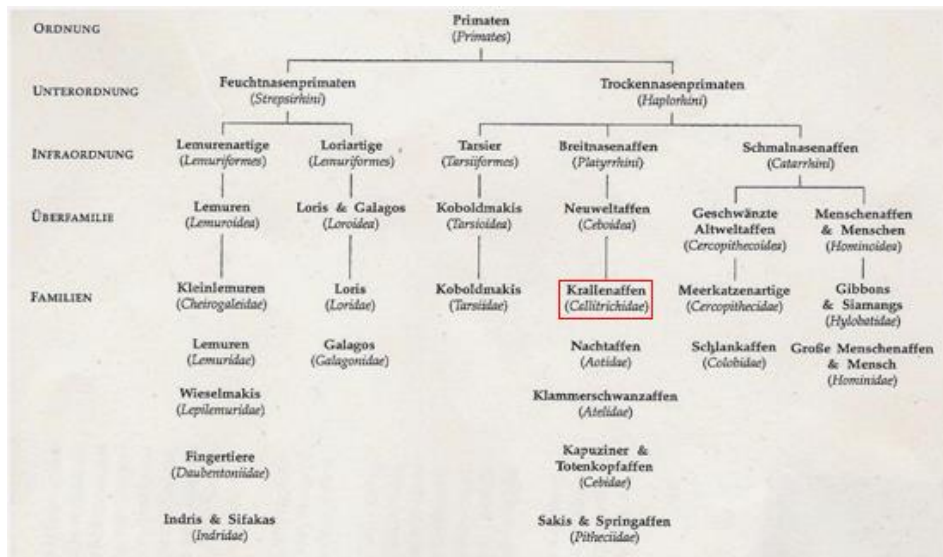 ORDNUNG
Primaten
(Primates)
UNTERORDNUNG
Feuchtnasenprimaten
(Strepsirhini)
Trockennasenprimaten
(Haplorhini)
INFRAORDNUNG
Lemurenartige
(Lemuriformes)
Loriartige
(Lemuriformes)
Tarsier
(Tarsiiformes)
Breitnasenaffen
(Platyrrhini)
Schmalnasenaffen
(Catarrhini)
ÜBERFAMILIE
Lemuren
(Lemuroidea)
Loris & Galagos
(Loroidea)
Koboldmakis
(Tarsioidea)
Neuweltaffen
(Ceboidea)
Geschwänzte
Altweltaffen
(Cercopithecoidea)
Menschenaffen
& Menschen
(Hominoidea)
FAMILIEN
Kleinlemuren
(Cheirogaleidae)
Loris
(Loridae)
Koboldmakis
(Tarsiidae)
Krallenaffen
(Callitrichidae)
Meerkatzenartige
(Cercopithecidae)
Gibbons
& Siamangs
(Hylobatidae)
Lemuren
(Lemuridae)
Galagos
(Galagonidae)
Nachtaffen
(Aotidae)
Schlankaffen
(Colobidae)
Große Menschenaffen
& Mensch
(Hominidae)
Wieselmakis
(Lepilemuridae)
Klammerschwanzaffen
(Atelidae)
Fingertiere
(Daubentoniidae)
Kapuziner &
Totenkopfaffen
(Cebidae)
Indris & Sifakas
(Indridae)
Sakis & Springaffen
(Pitheciidae)